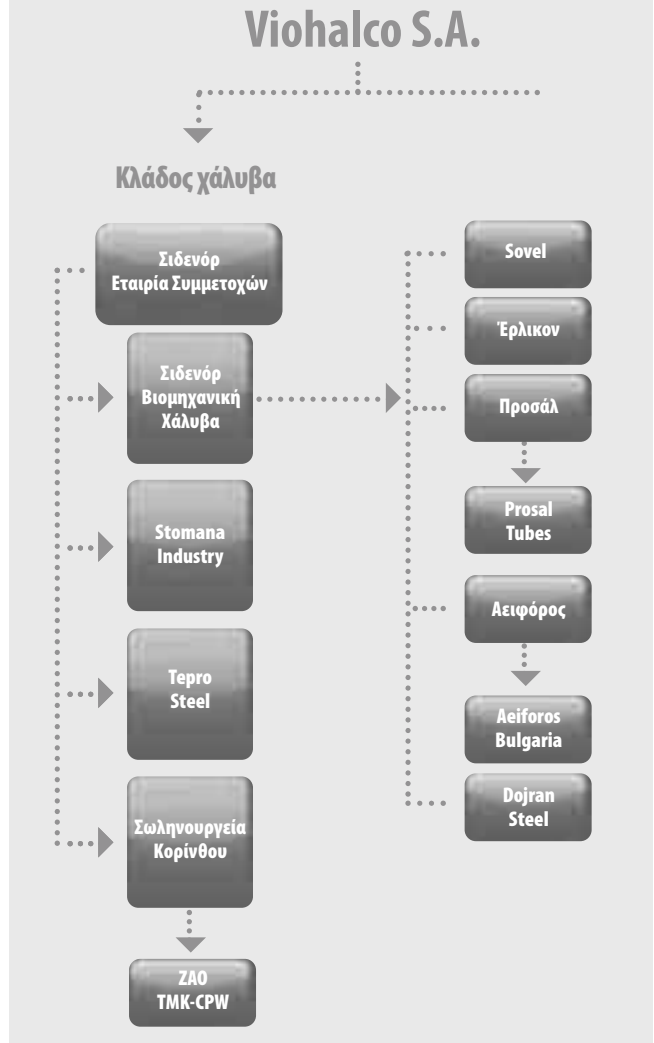 Viohalco S.A.
Κλάδος χάλυβα
Σιδενόρ
Εταιρία Συμμετοχών
Σιδενόρ
Βιομηχανική
Χάλυβα
Stomana
Industry
Tepro
Steel
Σωληνουργεία
Κορίνθου
ZAO
TMK-CPW
Sovel
Έρλικον
Προσάλ
Prosal
Tubes
Αειφόρος
Aeiforos
Bulgaria
Dojran
Steel